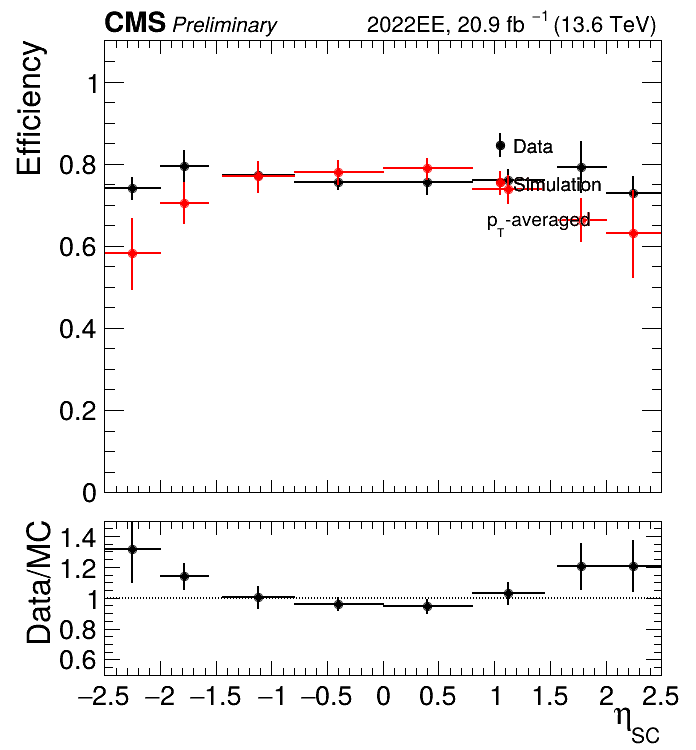 CMS Preliminary 2022EE, 20.9 fb⁻¹ (13.6 TeV)
Efficiency
1
0.8
0.6
0.4
0.2
0
Data
Simulation
p_T-averaged
Data/MC
1.4
1.2
1
0.8
0.6
−2.5 −2 −1.5 −1 −0.5 0 0.5 1 1.5 2 2.5
η_SC